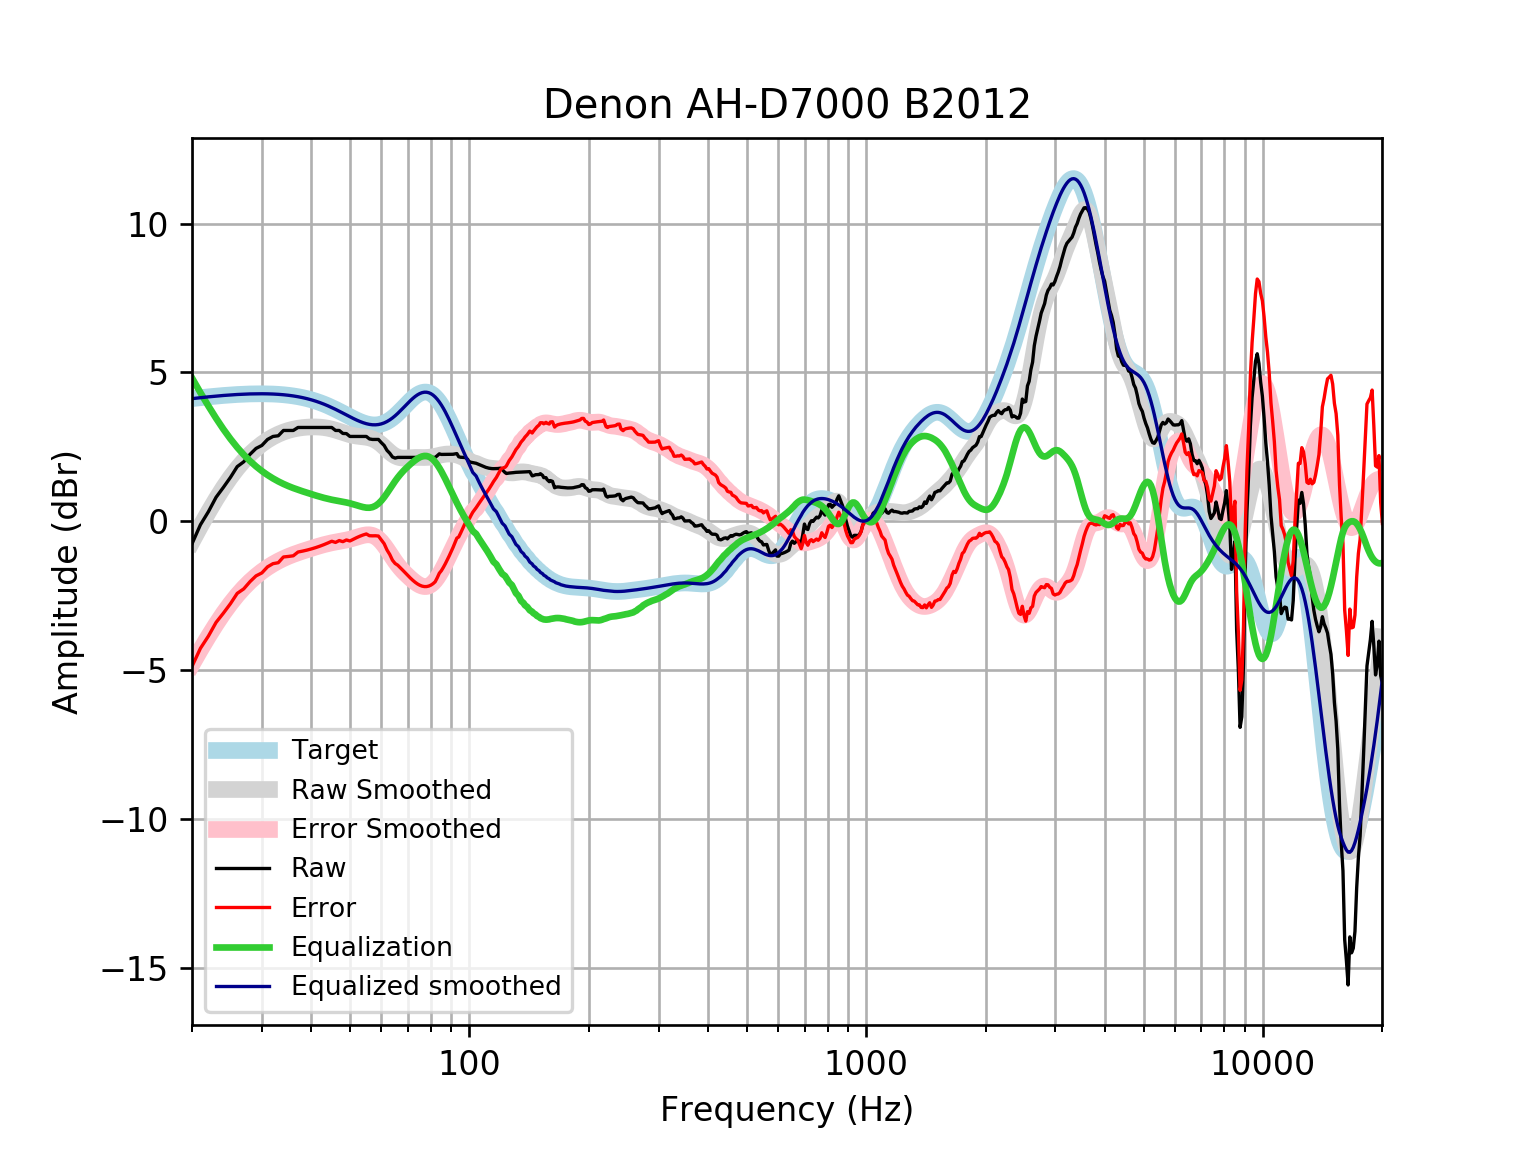 Denon AH-D7000 B2012
Amplitude (dBr)
10
5
0
−5
−10
−15
Target
Raw Smoothed
Error Smoothed
Raw
Error
Equalization
Equalized smoothed
100
1000
10000
Frequency (Hz)